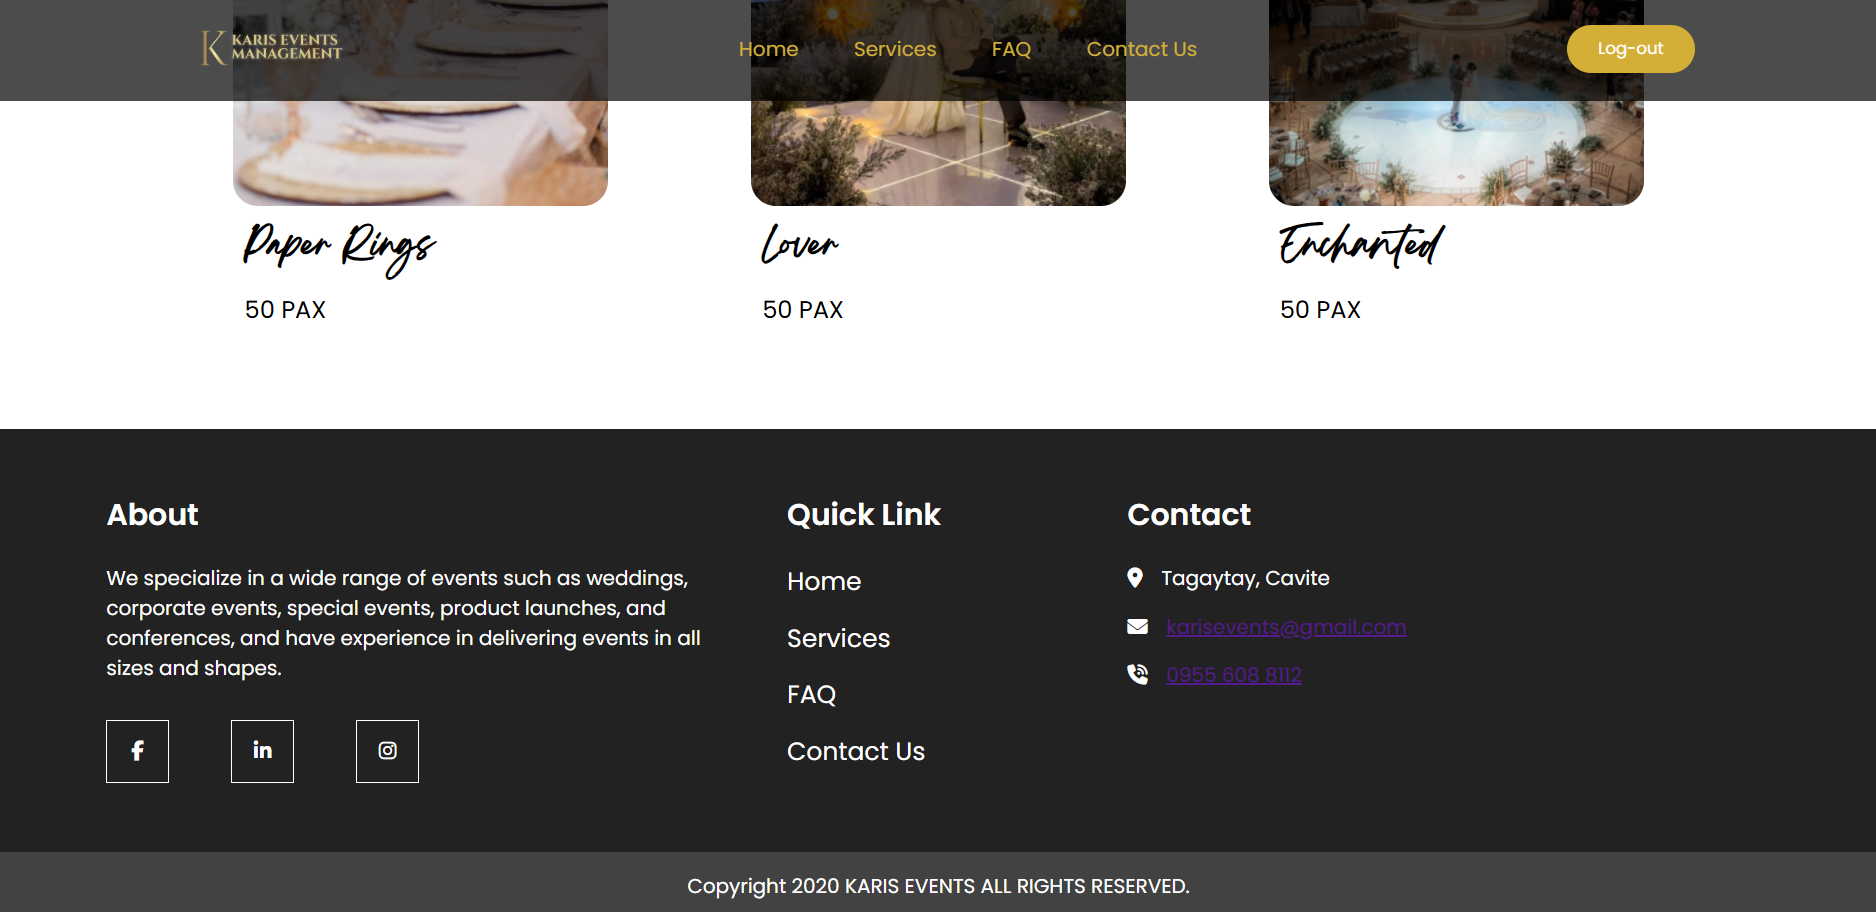 KARIS EVENTS
MANAGEMENT
Home
Services
FAQ
Contact Us
Log-out
Paper Rings
50 PAX
Lover
50 PAX
Enchanted
50 PAX
About
We specialize in a wide range of events such as weddings,
corporate events, special events, product launches, and
conferences, and have experience in delivering events in all
sizes and shapes.
Quick Link
Home
Services
FAQ
Contact Us
Contact
Tagaytay, Cavite
karisevents@gmail.com
0955 608 8112
Copyright 2020 KARIS EVENTS ALL RIGHTS RESERVED.